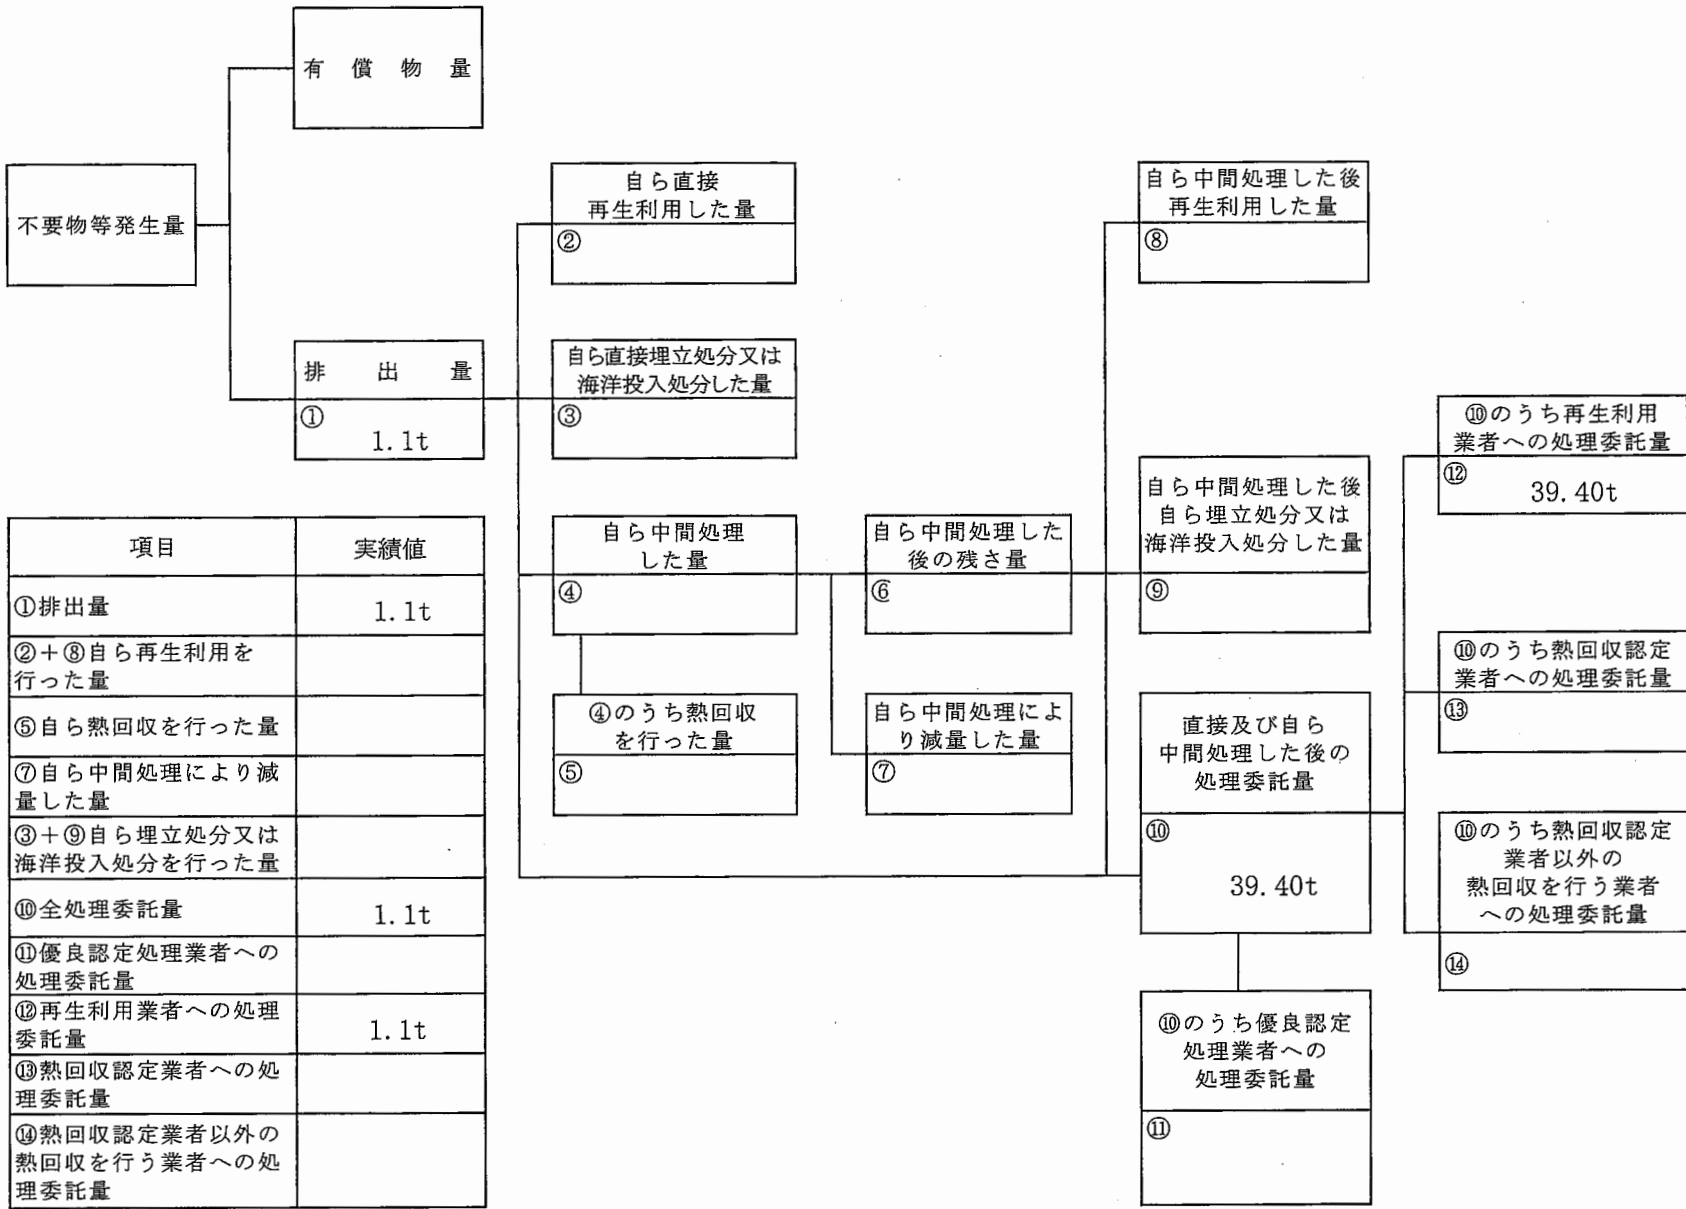 有償物量
不要物等発生量
排出量
①
1.1t
自ら直接
再生利用した量
②
自ら直接埋立処分又は
海洋投入処分した量
③
自ら中間処理
した量
④
④のうち熱回収
を行った量
⑤
自ら中間処理した
後の残さ量
⑥
自ら中間処理によ
り減量した量
⑦
自ら中間処理した後
再生利用した量
⑧
自ら中間処理した後
自ら埋立処分又は
海洋投入処分した量
⑨
直接及び自ら
中間処理した後の
処理委託量
⑩
39.40t
⑩のうち優良認定
処理業者への
処理委託量
⑪
⑩のうち再生利用
業者への処理委託量
⑫
39.40t
⑩のうち熱回収認定
業者への処理委託量
⑬
⑩のうち熱回収認定
業者以外の
熱回収を行う業者
への処理委託量
⑭
項目 実績値
①排出量 1.1t
②+⑧自ら再生利用を
行った量
⑤自ら熱回収を行った量
⑦自ら中間処理により減
量した量
③+⑨自ら埋立処分又は
海洋投入処分を行った量
⑩全処理委託量 1.1t
⑪優良認定処理業者への
処理委託量
⑫再生利用業者への処理
委託量 1.1t
⑬熱回収認定業者への処
理委託量
⑭熱回収認定業者以外の
熱回収を行う業者への処
理委託量